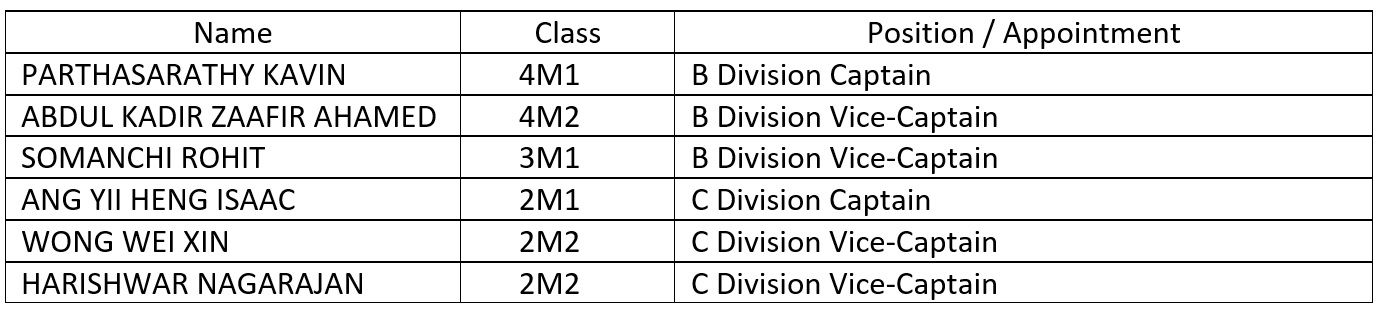 Name Class Position / Appointment
PARTHASARATHY KAVIN 4M1 B Division Captain
ABDUL KADIR ZAAFIR AHAMED 4M2 B Division Vice-Captain
SOMANCHI ROHIT 3M1 B Division Vice-Captain
ANG YII HENG ISAAC 2M1 C Division Captain
WONG WEI XIN 2M2 C Division Vice-Captain
HARISHWAR NAGARAJAN 2M2 C Division Vice-Captain